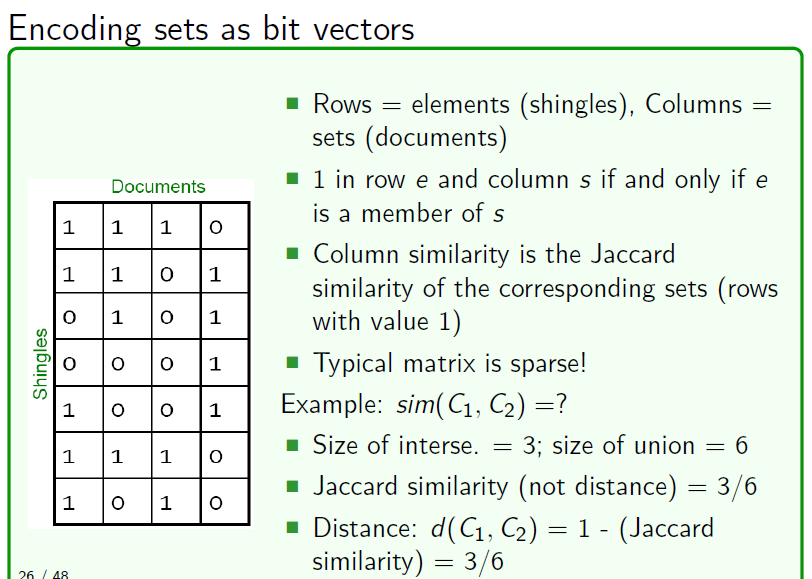 Encoding sets as bit vectors
Documents
Shingles
1 1 1 0
1 1 0 1
0 1 0 1
0 0 0 1
1 0 0 1
1 1 1 0
1 0 1 0
■ Rows = elements (shingles), Columns =
sets (documents)
■ 1 in row e and column s if and only if e
is a member of s
■ Column similarity is the Jaccard
similarity of the corresponding sets (rows
with value 1)
■ Typical matrix is sparse!
Example: sim(C₁, C₂) =?
■ Size of interse. = 3; size of union = 6
■ Jaccard similarity (not distance) = 3/6
■ Distance: d(C₁, C₂) = 1 - (Jaccard
similarity) = 3/6
26 / 48